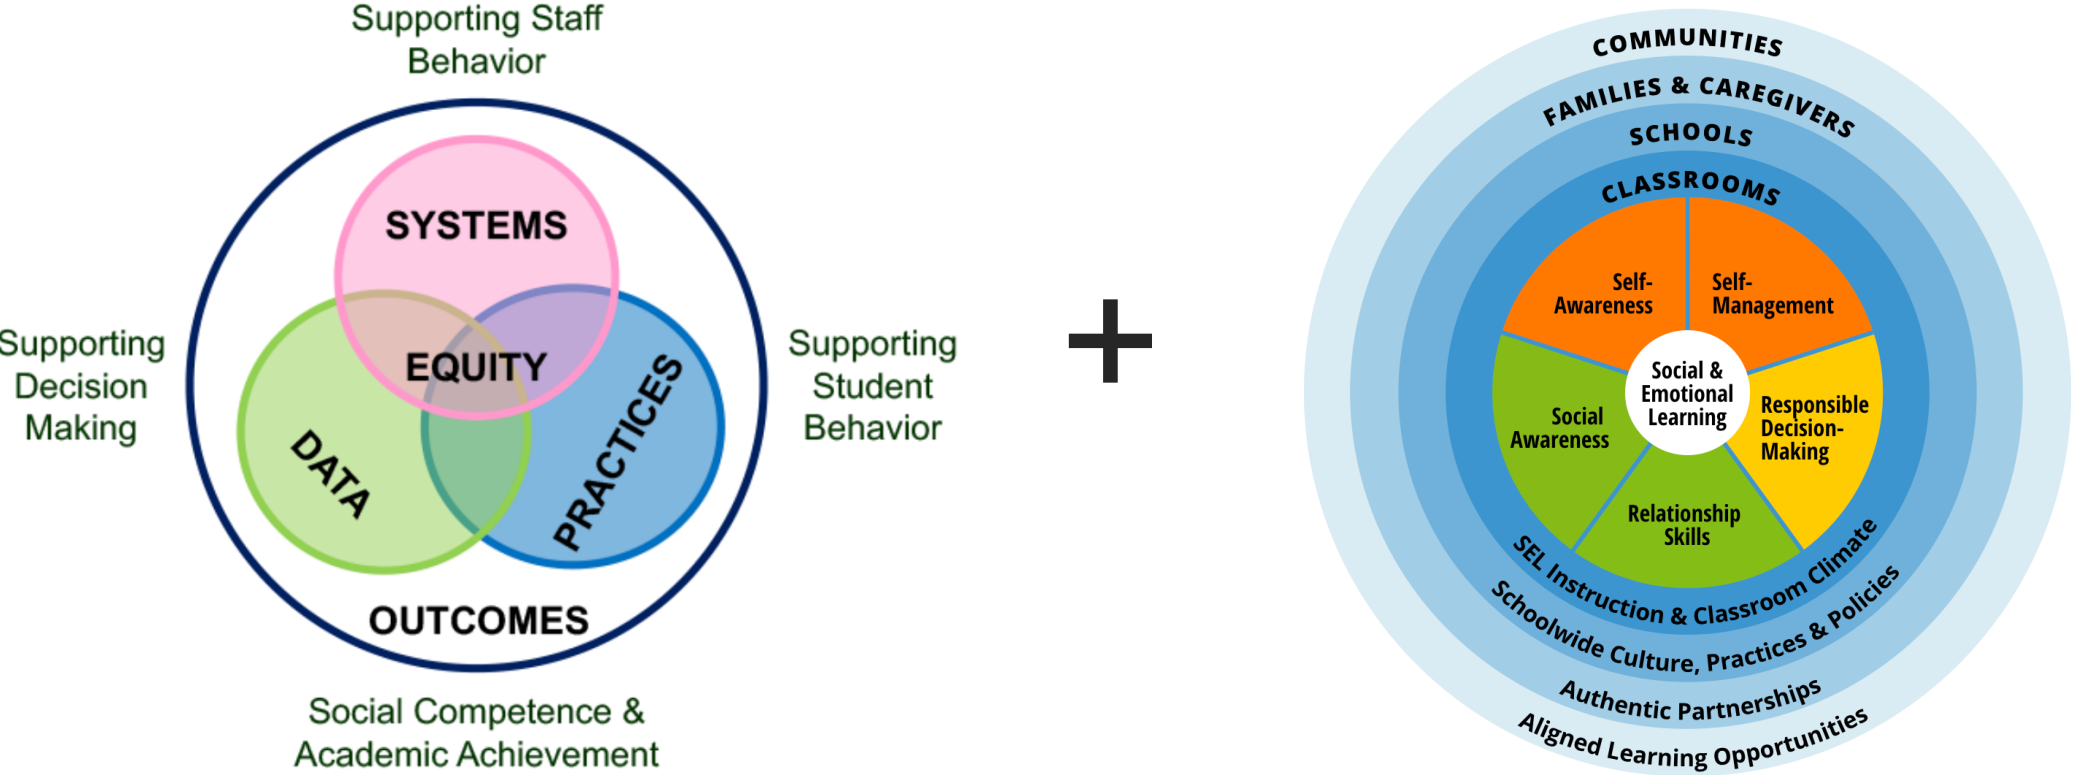 Supporting Staff
Behavior
SYSTEMS
EQUITY
DATA
PRACTICES
OUTCOMES
Supporting
Decision
Making
Supporting
Student
Behavior
Social Competence &
Academic Achievement
+
COMMUNITIES
FAMILIES & CAREGIVERS
SCHOOLS
CLASSROOMS
Self-
Awareness
Self-
Management
Social &
Emotional
Learning
Social
Awareness
Responsible
Decision-
Making
Relationship
Skills
SEL Instruction & Classroom Climate
Schoolwide Culture, Practices & Policies
Authentic Partnerships
Aligned Learning Opportunities